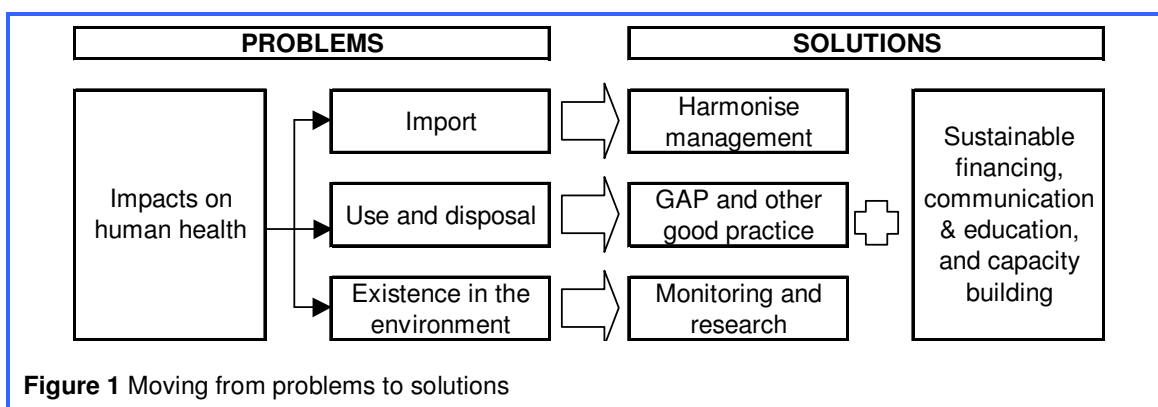 PROBLEMS
SOLUTIONS
Impacts on
human health
Import
Use and disposal
Existence in the
environment
Harmonise
management
GAP and other
good practice
Monitoring and
research
Sustainable
financing,
communication
& education,
and capacity
building
Figure 1 Moving from problems to solutions